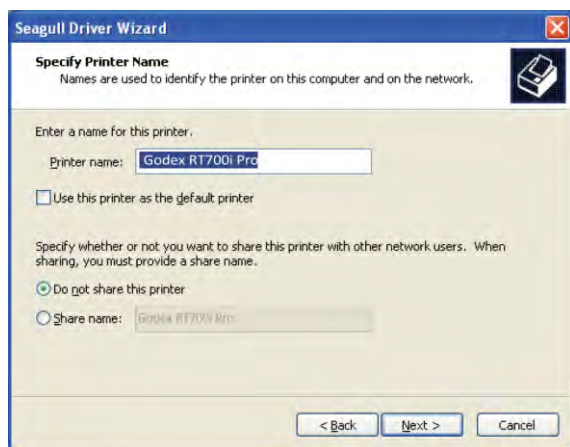 Seagull Driver Wizard
Specify Printer Name
Names are used to identify the printer on this computer and on the network.
Enter a name for this printer.
Printer name: Godex RT700i Pro
Use this printer as the default printer
Specify whether or not you want to share this printer with other network users. When
sharing, you must provide a share name.
Do not share this printer
Share name: Godex RT700i Pro
< Back Next > Cancel